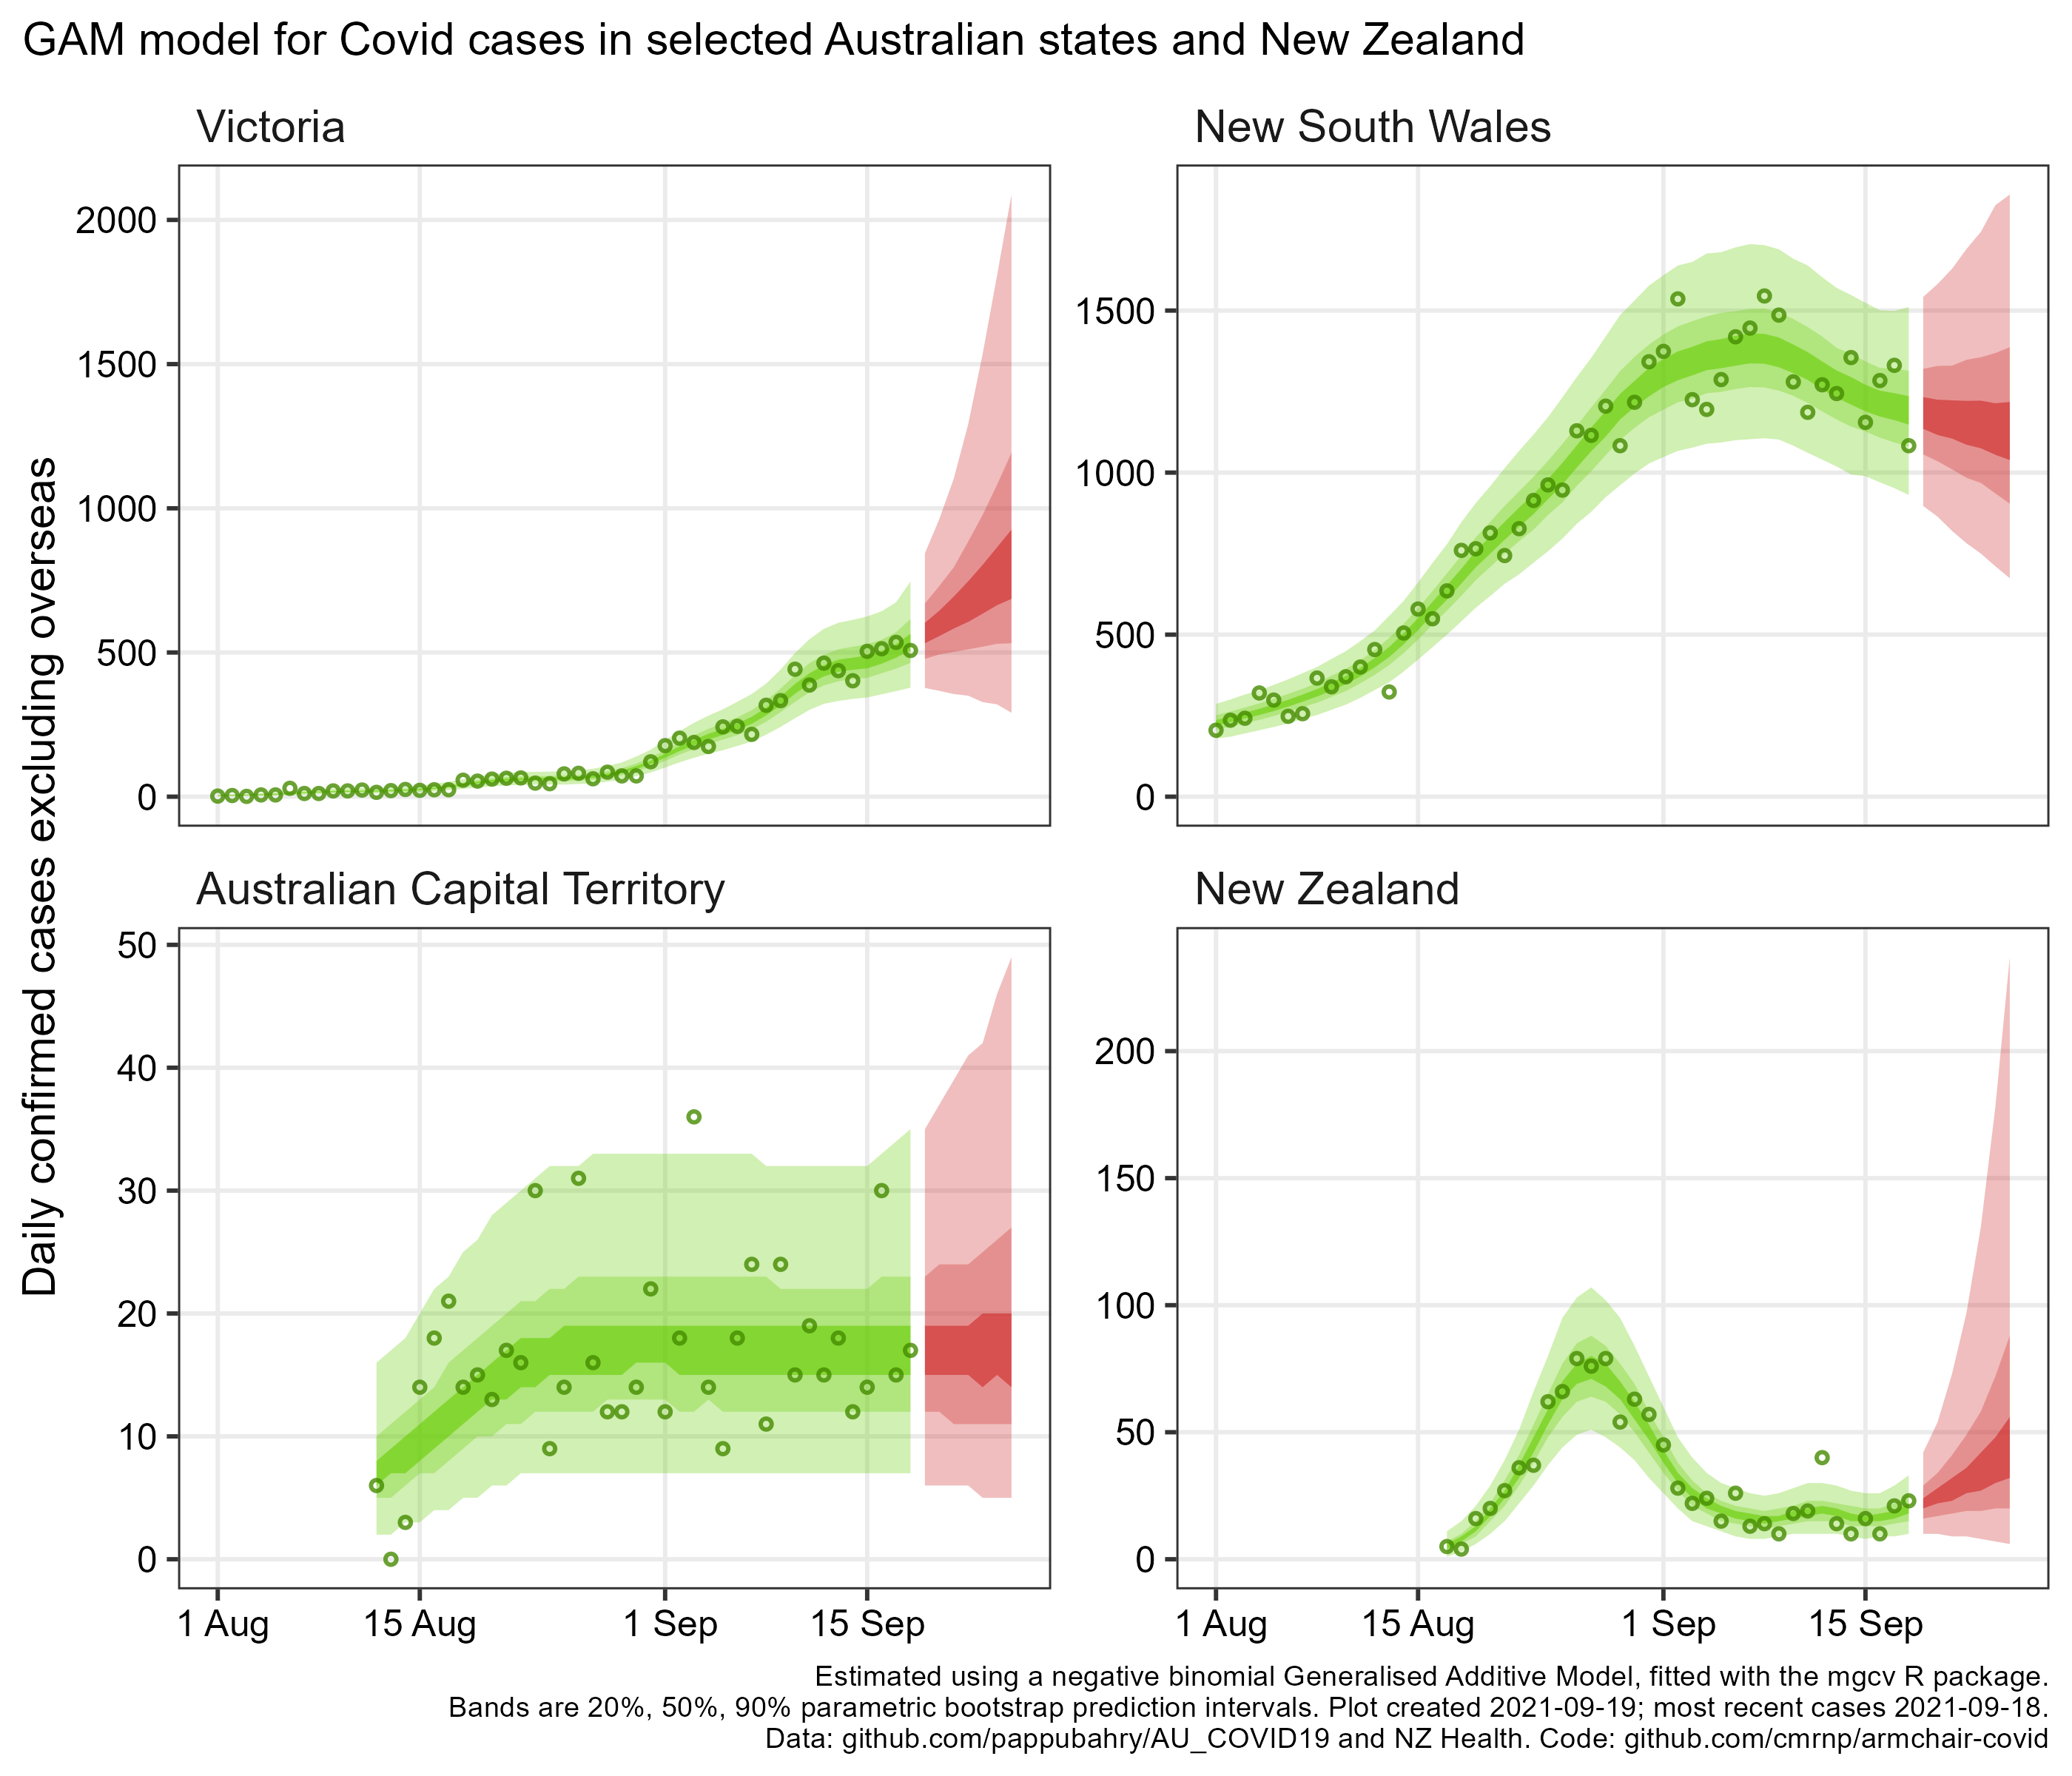 GAM model for Covid cases in selected Australian states and New Zealand
Daily confirmed cases excluding overseas
Victoria
2000
1500
1000
500
0
New South Wales
1500
1000
500
0
Australian Capital Territory
50
40
30
20
10
0
1 Aug
15 Aug
1 Sep
15 Sep
New Zealand
200
150
100
50
0
1 Aug
15 Aug
1 Sep
15 Sep
Estimated using a negative binomial Generalised Additive Model, fitted with the mgcv R package.
Bands are 20%, 50%, 90% parametric bootstrap prediction intervals. Plot created 2021-09-19; most recent cases 2021-09-18.
Data: github.com/pappubahry/AU_COVID19 and NZ Health. Code: github.com/cmrnp/armchair-covid